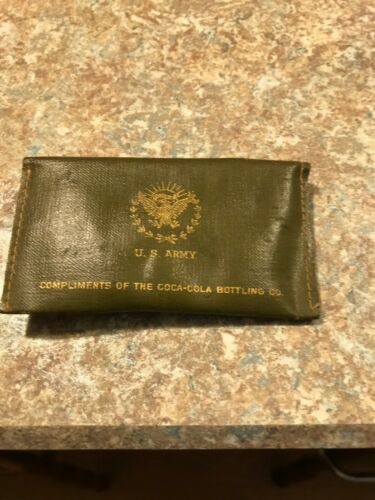 U. S. ARMY
COMPLIMENTS OF THE COCA-COLA BOTTLING CO.